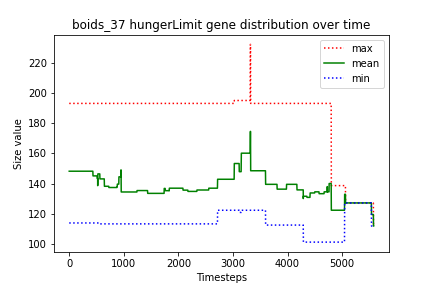 boids_37 hungerLimit gene distribution over time
max
mean
min
Size value
220
200
180
160
140
120
100
0
1000
2000
3000
4000
5000
Timesteps